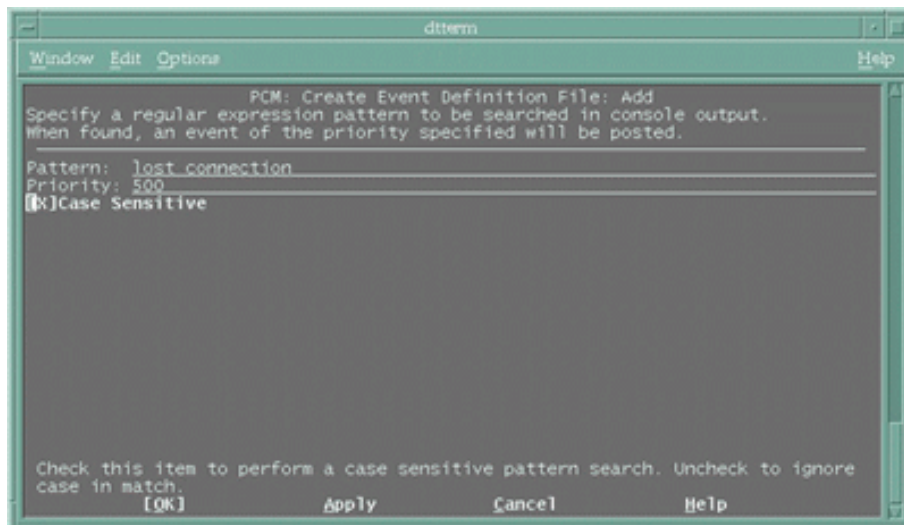 dtterm
Window Edit Options Help
PCM: Create Event Definition File: Add
Specify a regular expression pattern to be searched in console output.
When found, an event of the priority specified will be posted.
Pattern: lost connection
Priority: 500
[X]Case Sensitive
Check this item to perform a case sensitive pattern search. Uncheck to ignore
case in match.
[OK] Apply Cancel Help